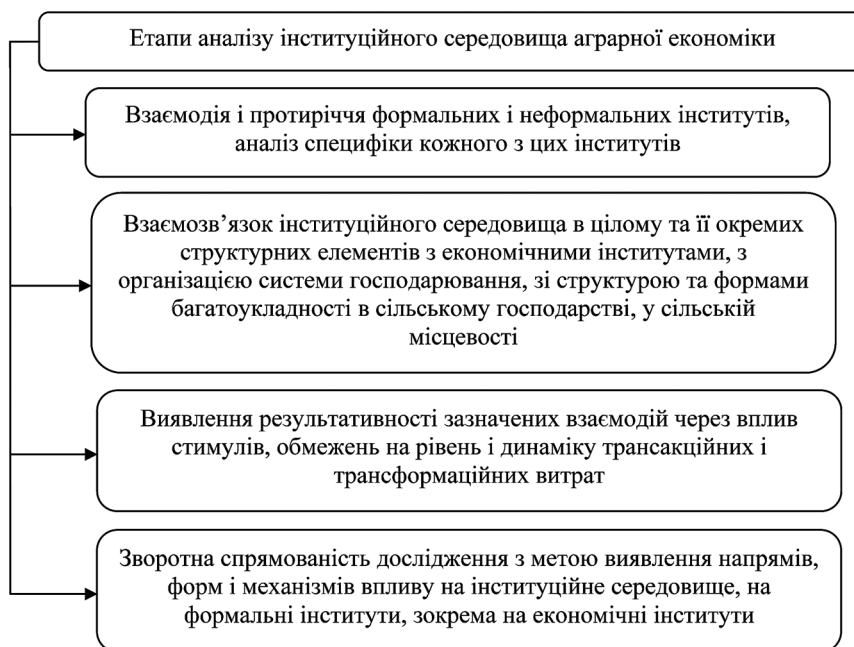 Етапи аналізу інституційного середовища аграрної економіки
Взаємодія і протиріччя формальних і неформальних інститутів,
аналіз специфіки кожного з цих інститутів
Взаємозв’язок інституційного середовища в цілому та її окремих
структурних елементів з економічними інститутами, з
організацією системи господарювання, зі структурою та формами
багатоукладності в сільському господарстві, у сільській
місцевості
Виявлення результативності зазначених взаємодій через вплив
стимулів, обмежень на рівень і динаміку трансакційних і
трансформаційних витрат
Зворотна спрямованість дослідження з метою виявлення напрямів,
форм і механізмів впливу на інституційне середовище, на
формальні інститути, зокрема на економічні інститути